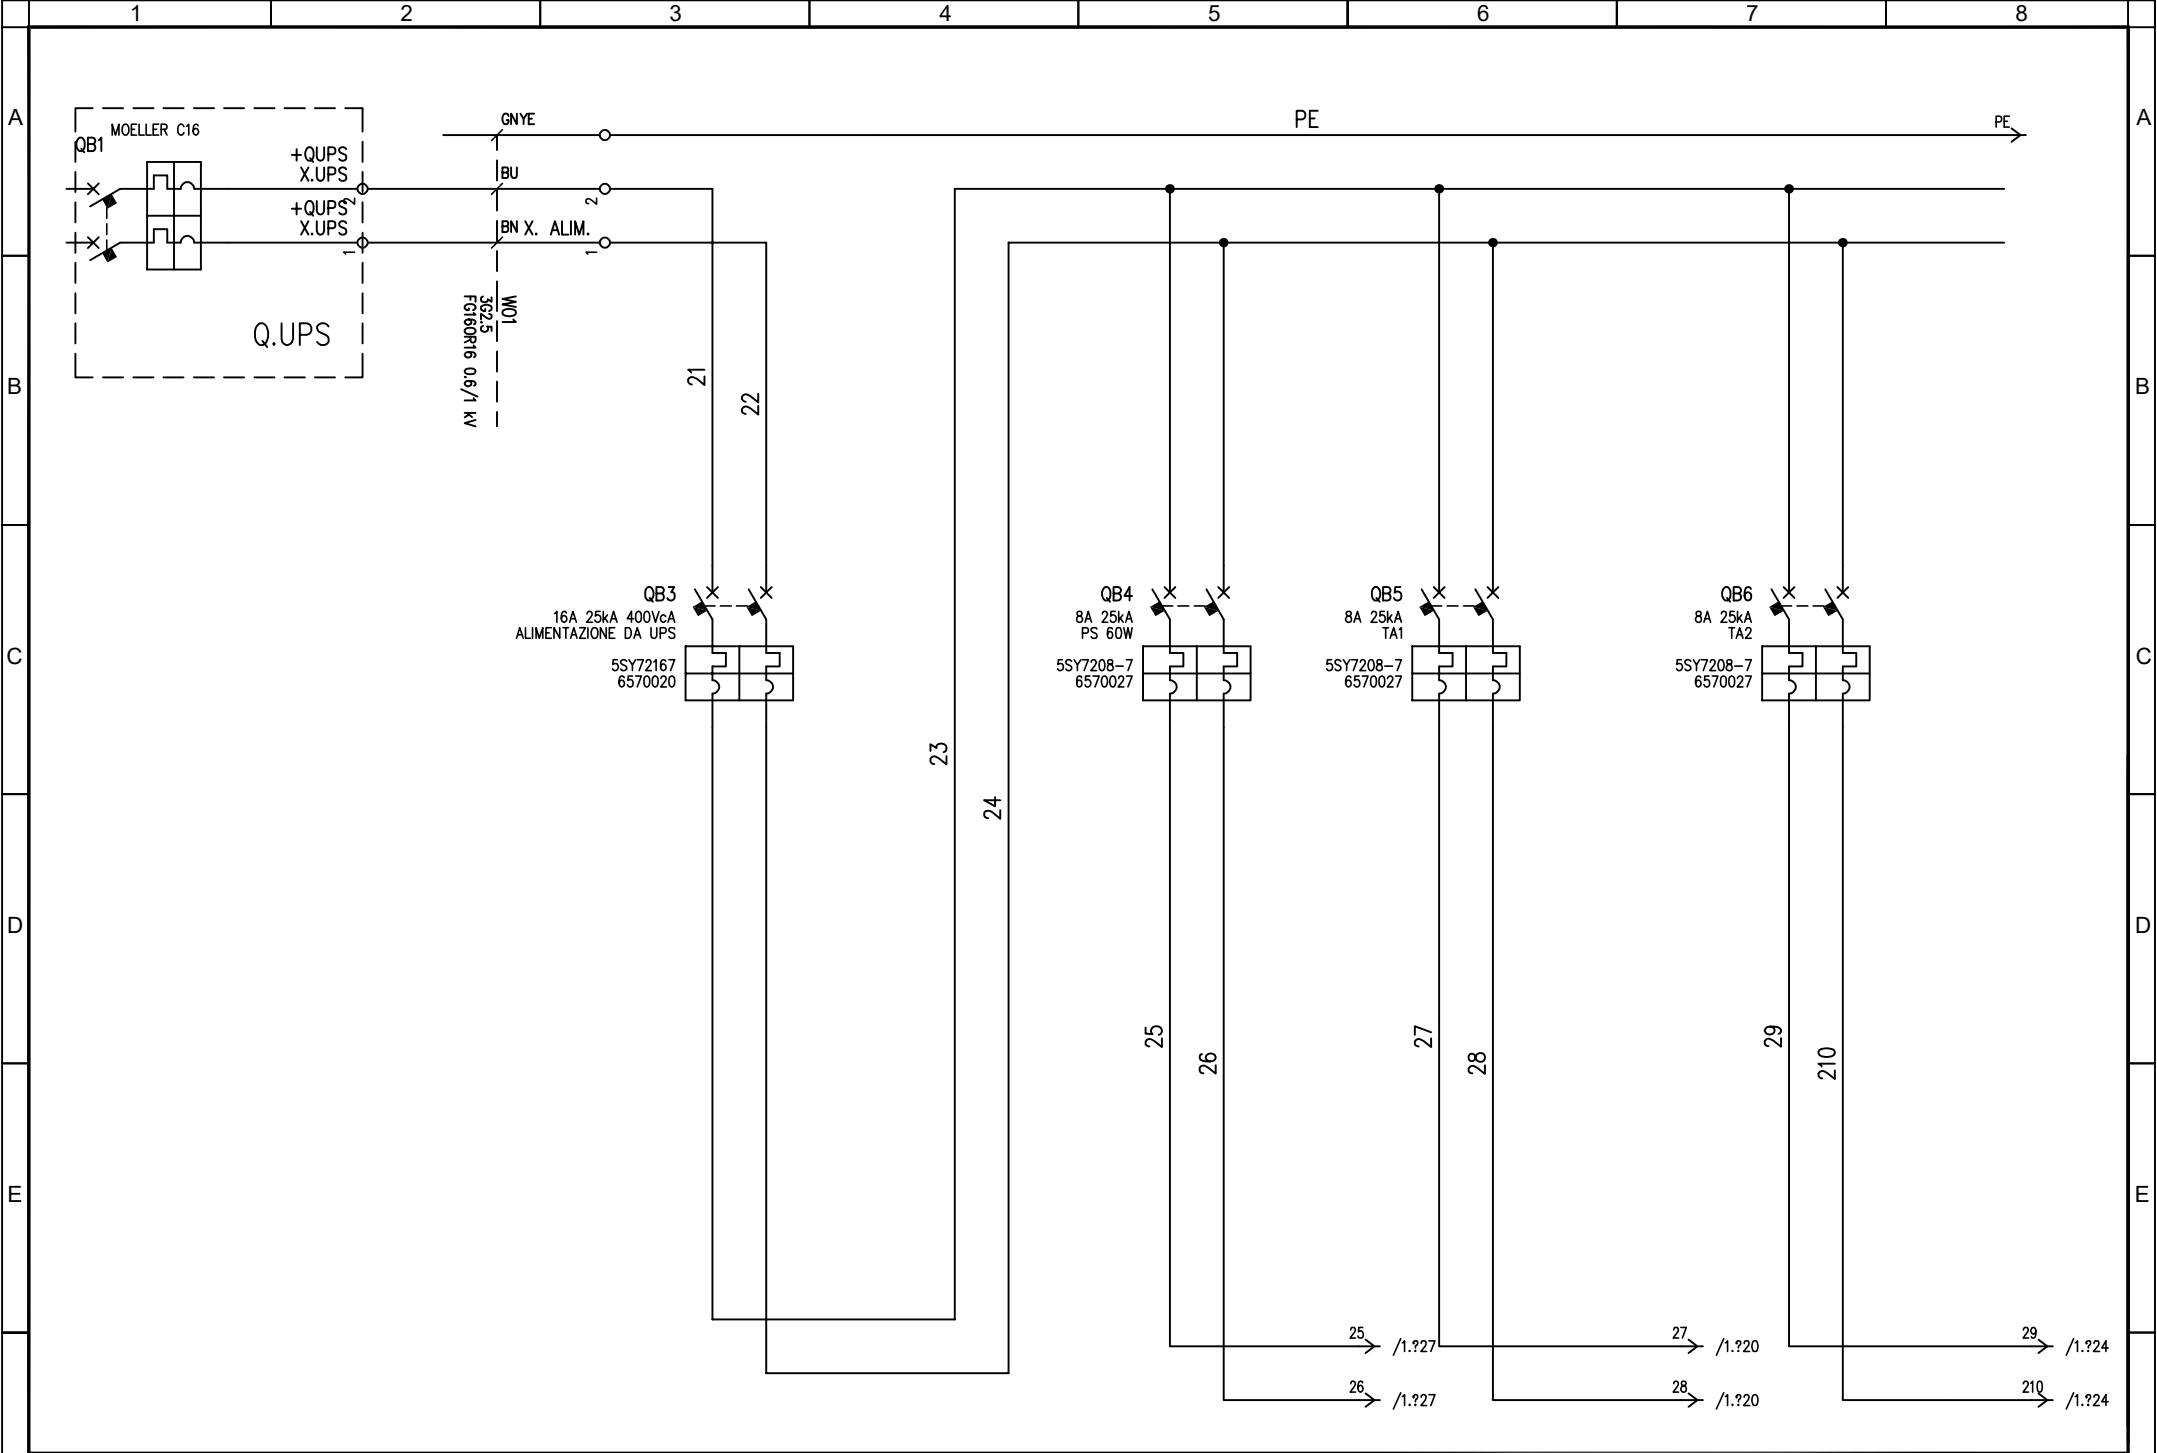 1 2 3 4 5 6 7 8
A A
B B
C C
D D
E E
MOELLER C16
QB1
+QUPS
X.UPS
2
+QUPS
X.UPS
1
Q.UPS
GNYE
BU
BN X. ALIM.
2
1
W01
3G2.5
FG16OR16 0.6/1 kV
PE
PE
21
22
QB3
16A 25kA 400VcA
ALIMENTAZIONE DA UPS
5SY72167
6570020
23
24
QB4
8A 25kA
PS 60W
5SY7208-7
6570027
QB5
8A 25kA
TA1
5SY7208-7
6570027
QB6
8A 25kA
TA2
5SY7208-7
6570027
25
26
27
28
29
210
25 /1.?27
26 /1.?27
27 /1.?20
28 /1.?20
29 /1.?24
210 /1.?24